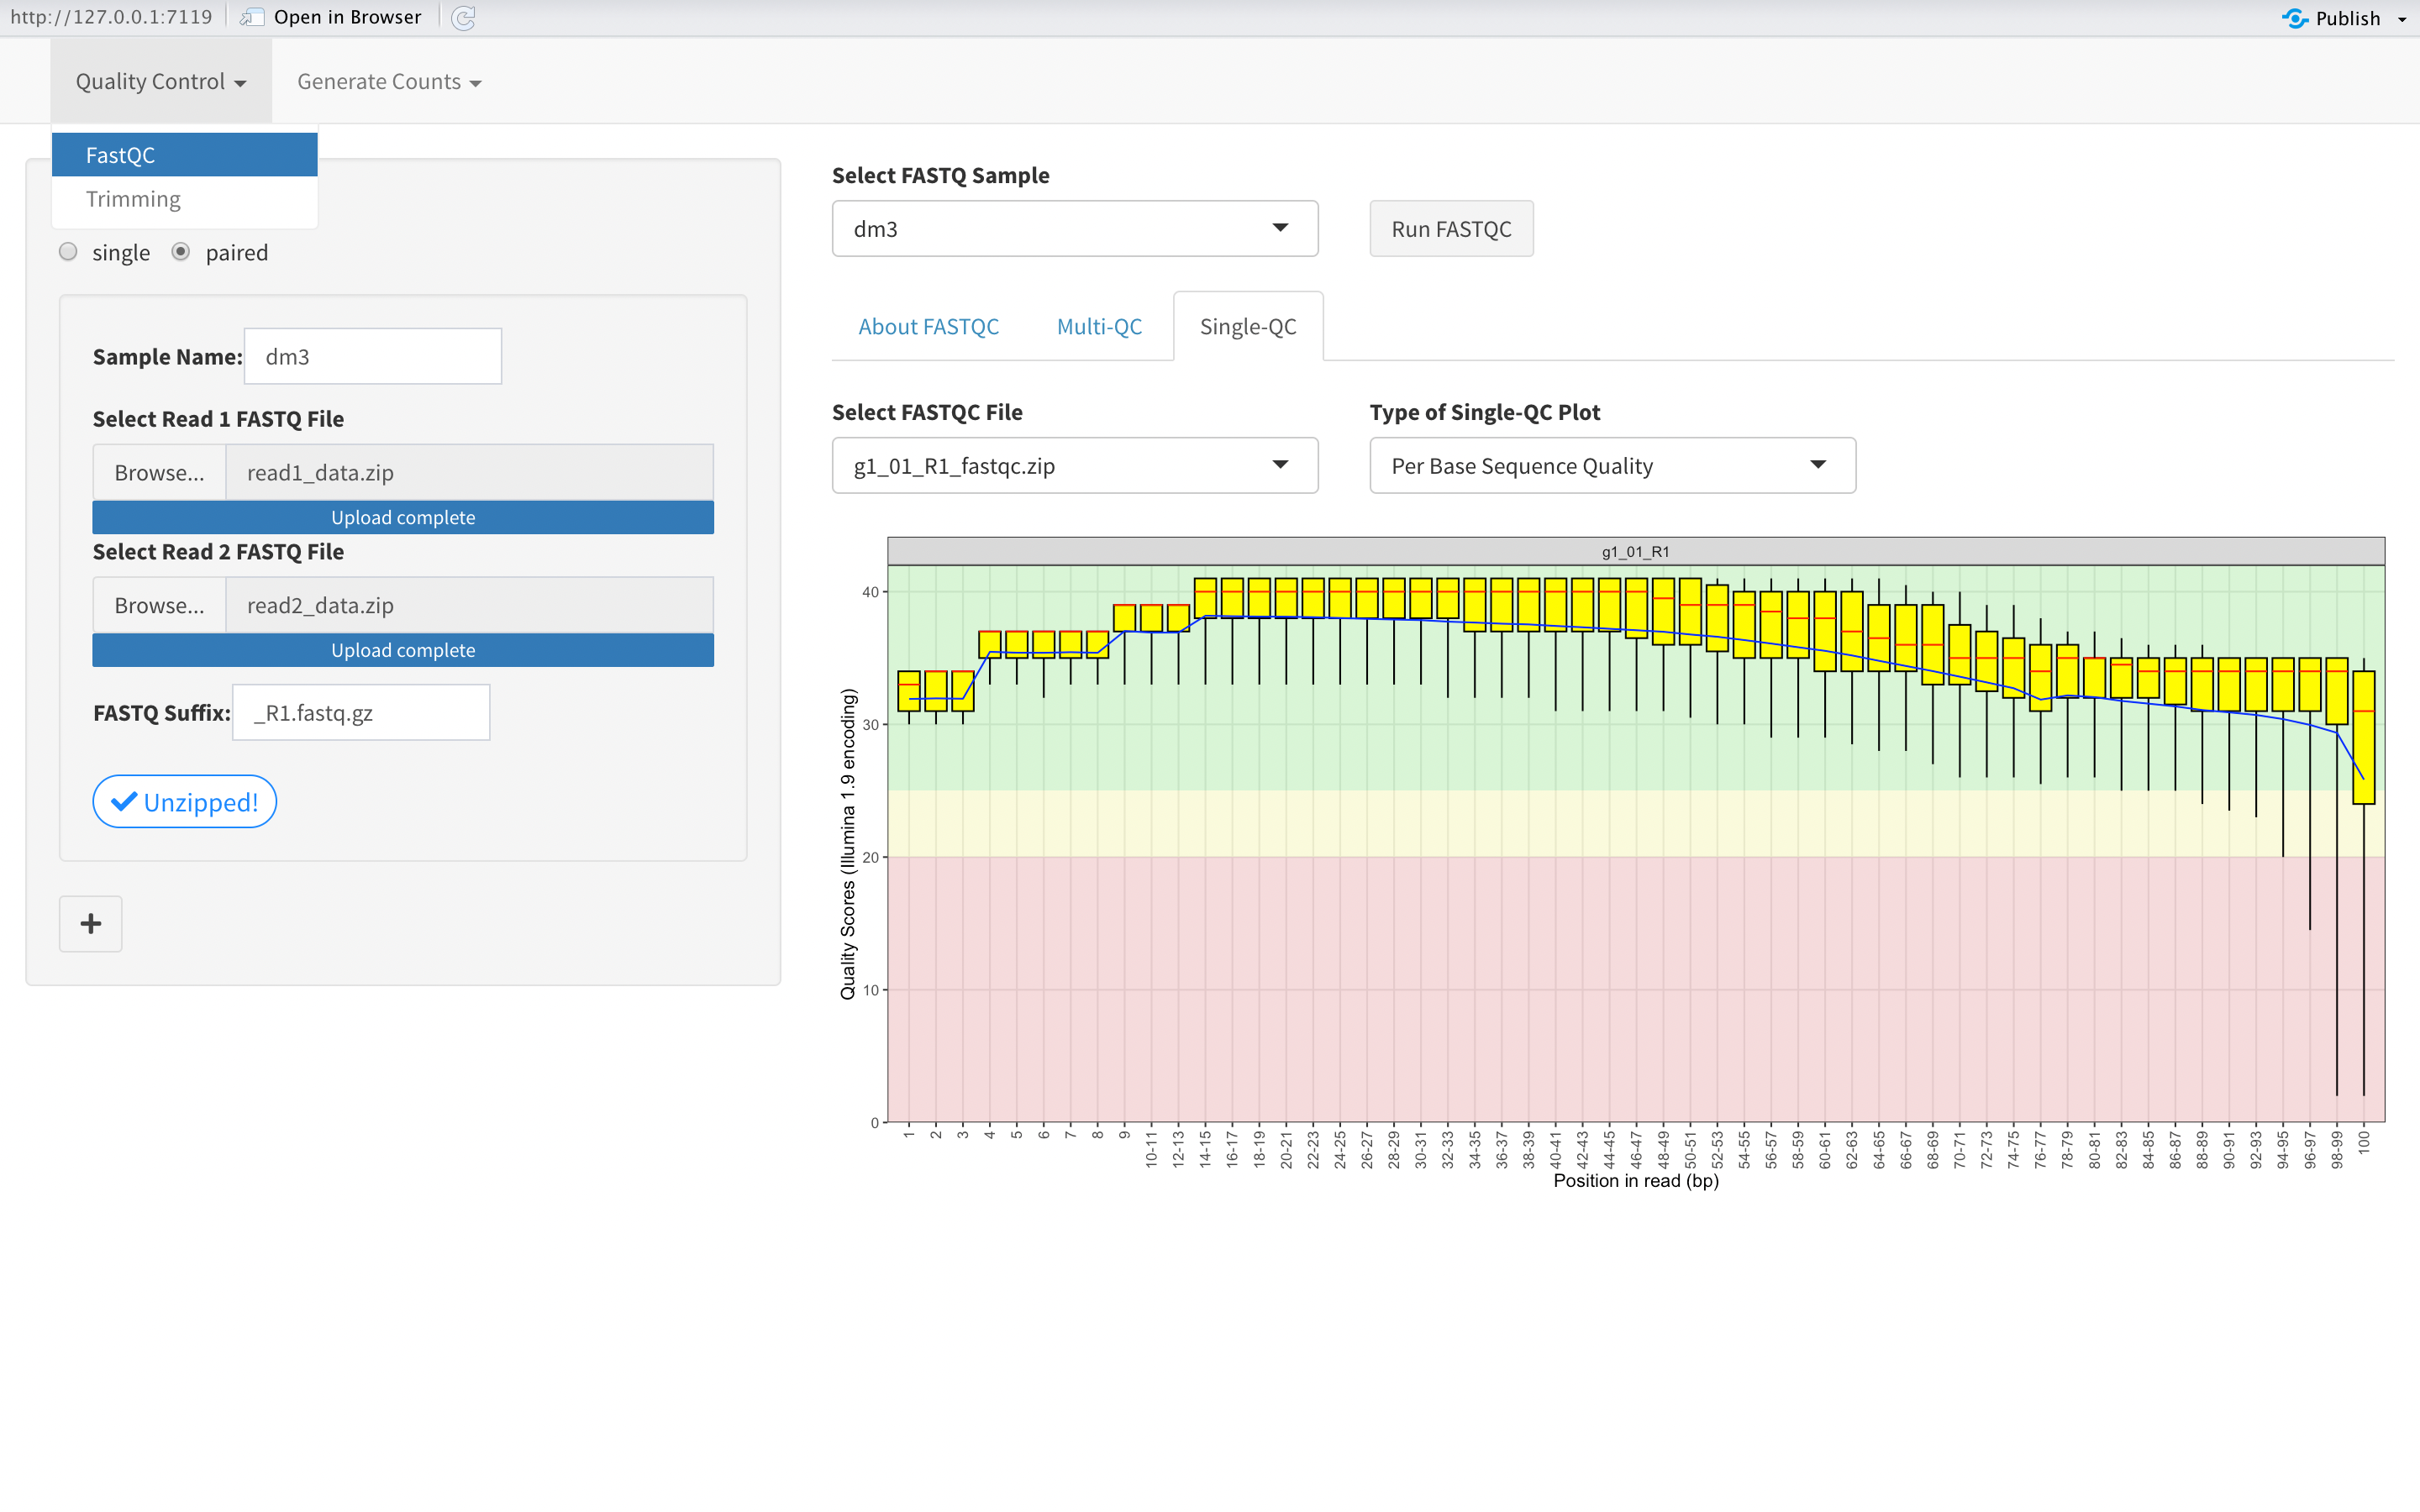 http://127.0.0.1:7119 Open in Browser Publish
Quality Control Generate Counts
FastQC
Trimming
single paired
Sample Name: dm3
Select Read 1 FASTQ File
Browse... read1_data.zip
Upload complete
Select Read 2 FASTQ File
Browse... read2_data.zip
Upload complete
FASTQ Suffix: _R1.fastq.gz
Unzipped!
+
Select FASTQ Sample
dm3 Run FASTQC
About FASTQC Multi-QC Single-QC
Select FASTQC File Type of Single-QC Plot
g1_01_R1_fastqc.zip Per Base Sequence Quality
g1_01_R1
Quality Scores (Illumina 1.9 encoding)
40
30
20
10
0
1 2 3 4 5 6 7 8 9 10-11 12-13 14-15 16-17 18-19 20-21 22-23 24-25 26-27 28-29 30-31 32-33 34-35 36-37 38-39 40-41 42-43 44-45 46-47 48-49 50-51 52-53 54-55 56-57 58-59 60-61 62-63 64-65 66-67 68-69 70-71 72-73 74-75 76-77 78-79 80-81 82-83 84-85 86-87 88-89 90-91 92-93 94-95 96-97 98-99 100
Position in read (bp)